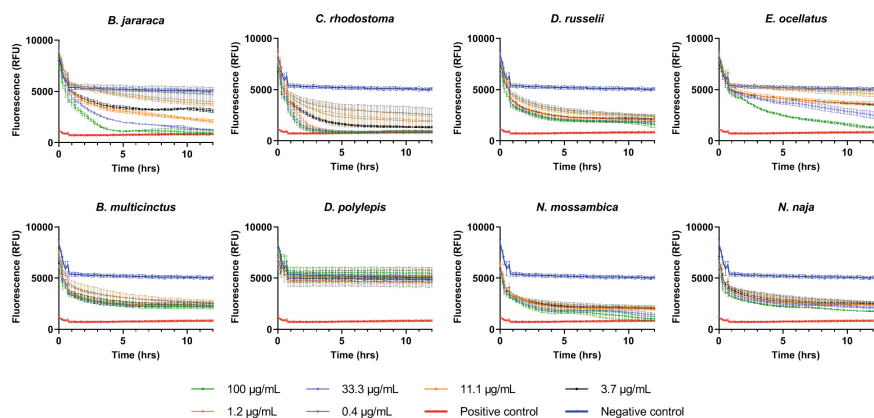 B. jararaca
C. rhodostoma
D. russelii
E. ocellatus
Fluorescence (RFU)
10000
5000
0
0
5
10
Time (hrs)
Fluorescence (RFU)
10000
5000
0
0
5
10
Time (hrs)
Fluorescence (RFU)
10000
5000
0
0
5
10
Time (hrs)
Fluorescence (RFU)
10000
5000
0
0
5
10
Time (hrs)
B. multicinctus
D. polylepis
N. mossambica
N. naja
Fluorescence (RFU)
10000
5000
0
0
5
10
Time (hrs)
Fluorescence (RFU)
10000
5000
0
0
5
10
Time (hrs)
Fluorescence (RFU)
10000
5000
0
0
5
10
Time (hrs)
Fluorescence (RFU)
10000
5000
0
0
5
10
Time (hrs)
100 µg/mL
33.3 µg/mL
11.1 µg/mL
3.7 µg/mL
1.2 µg/mL
0.4 µg/mL
Positive control
Negative control